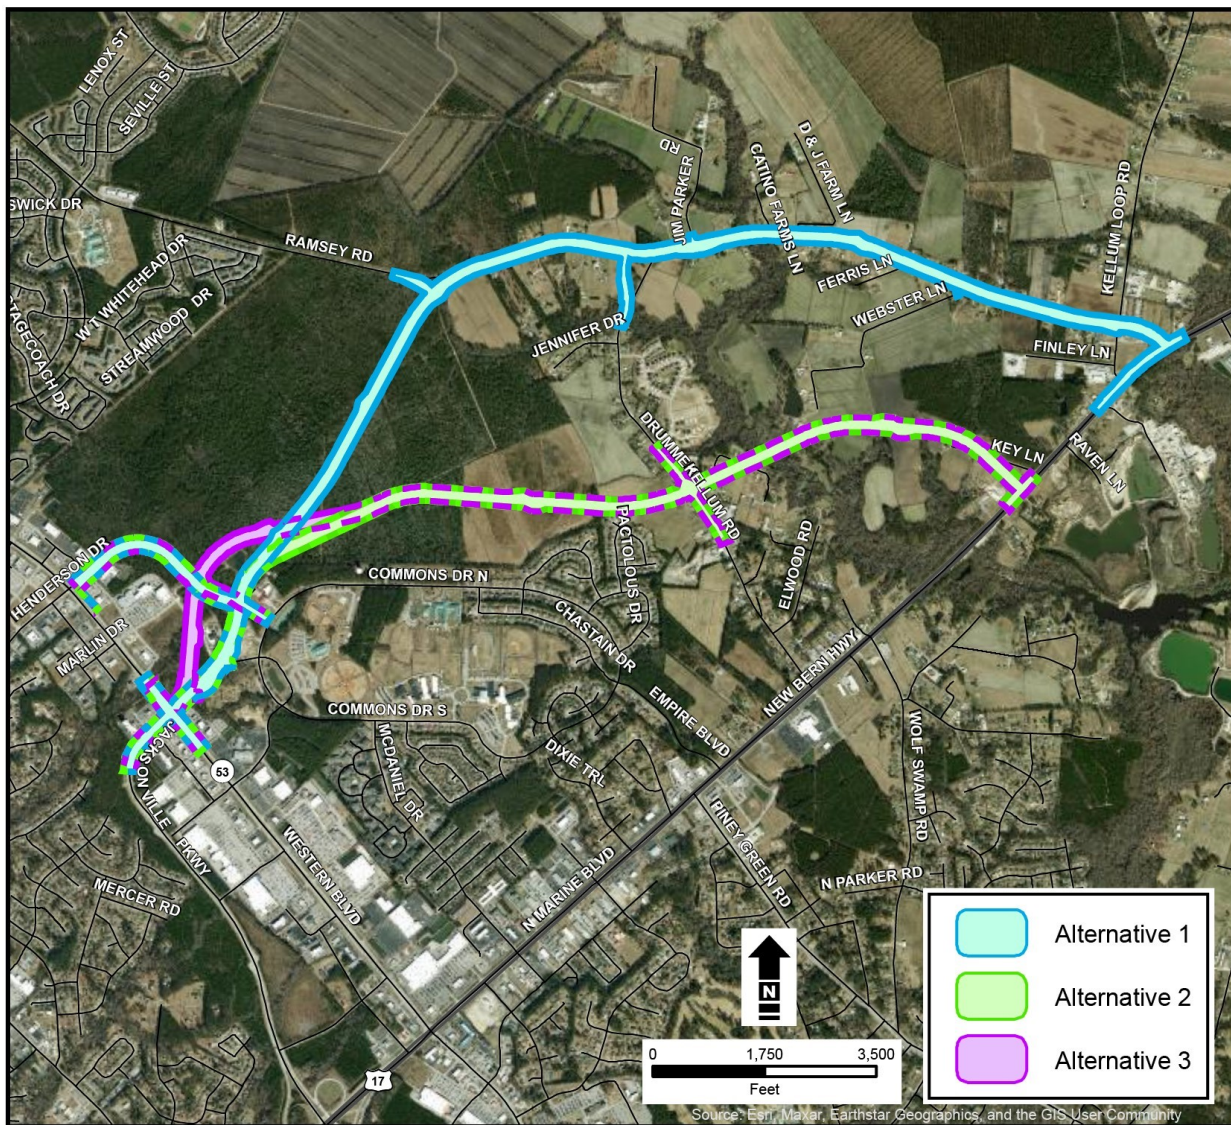 LENOX ST
SEVILLE ST
SWICK DR
W T WHITEHEAD DR
STREAMWOOD DR
STAGECOACH DR
RAMSEY RD
JIM PARKER RD
CATINO FARMS LN
D & J FARM LN
KELLUM LOOP RD
FERRIS LN
WEBSTER LN
JENNIFER DR
FINLEY LN
DRUMMER KELLUM RD
KEY LN
RAVEN LN
HENDERSON DR
MARLIN DR
COMMONS DR N
PACTOLOUS DR
ELWOOD RD
CHASTAIN DR
NEW BERN HWY
EMPIRE BLVD
COMMONS DR S
MCDANIEL DR
DIXIE TRL
WOLF SWAMP RD
JACKSONVILLE PKWY
53
WESTERN BLVD
MERCER RD
N MARINE BLVD
PINEY GREEN RD
N PARKER RD
17
N
0 1,750 3,500
Feet
Alternative 1
Alternative 2
Alternative 3
Source: Esri, Maxar, Earthstar Geographics, and the GIS User Community